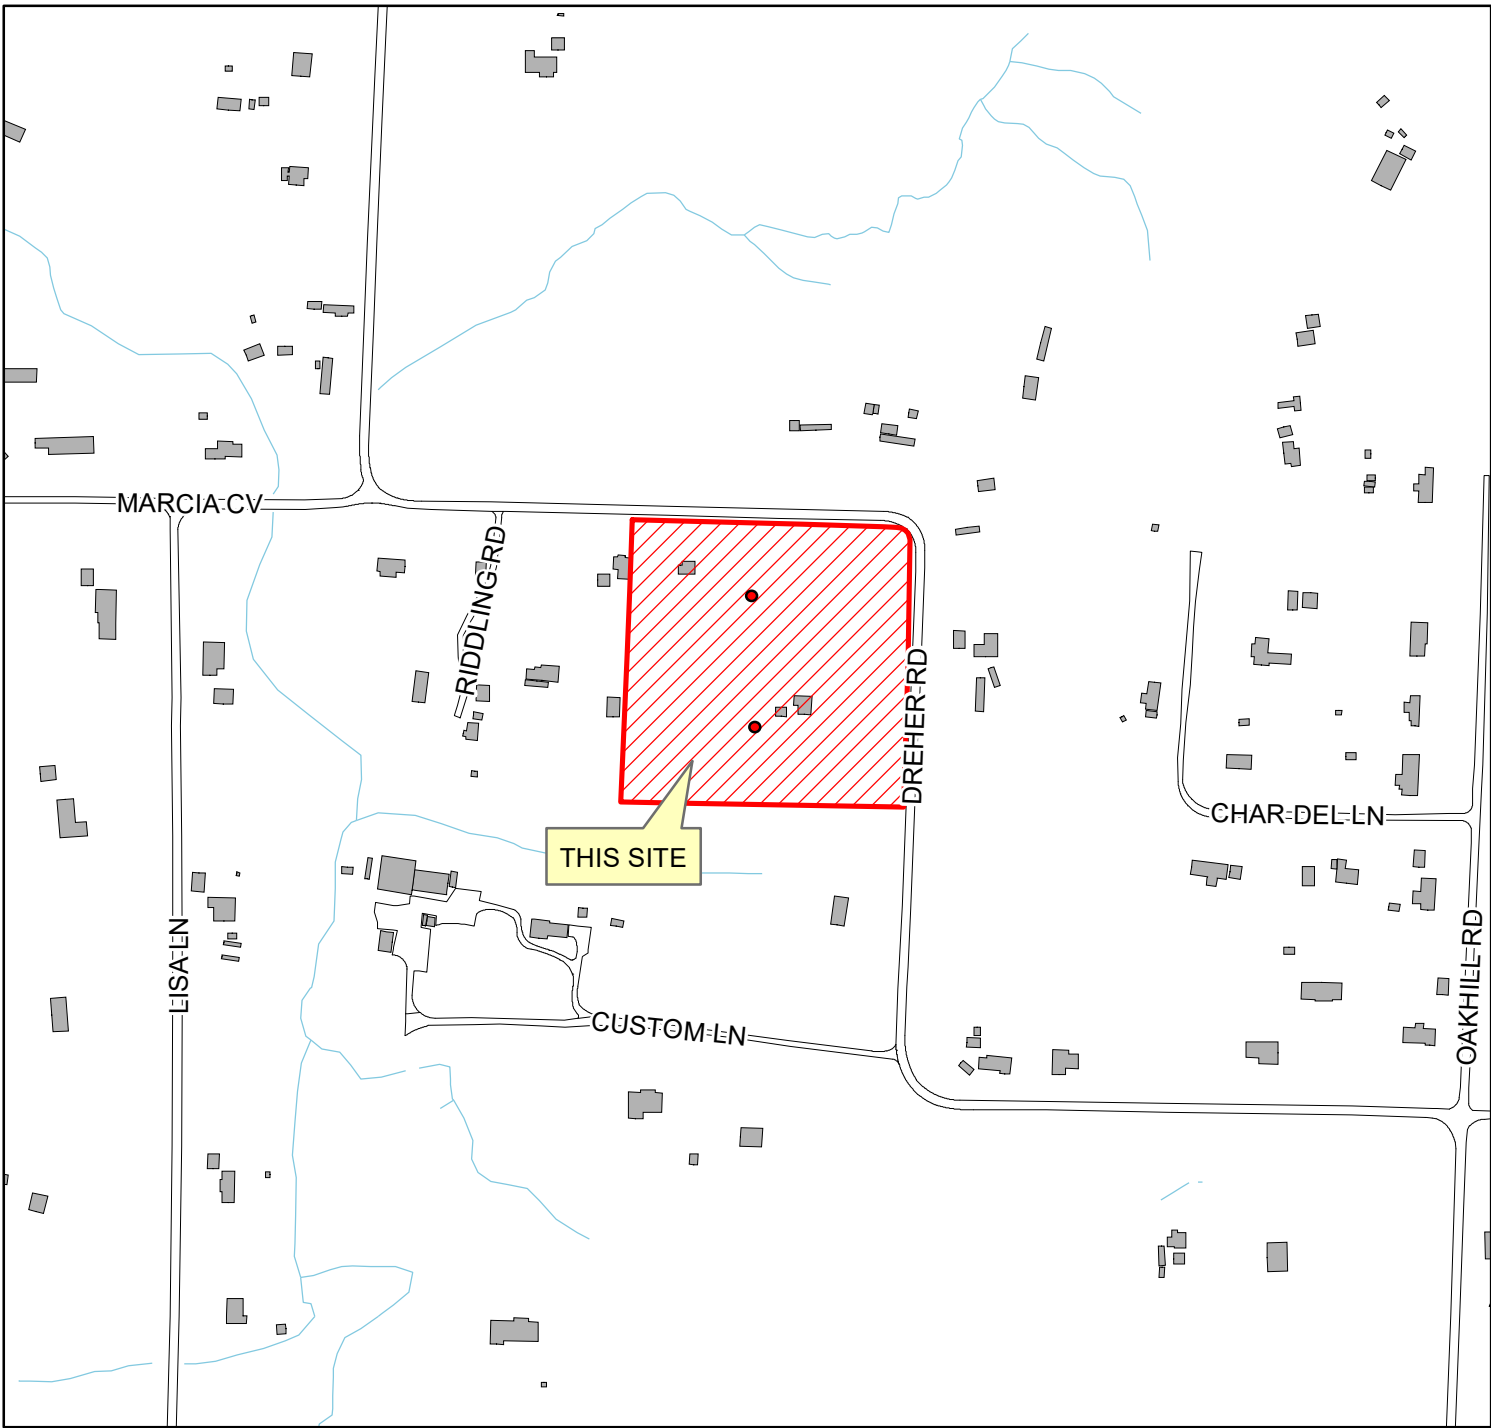 MARCIA CV
RIDDLING RD
DREHER RD
CHAR DEL LN
THIS SITE
LISA LN
OAKHILL RD
CUSTOM LN